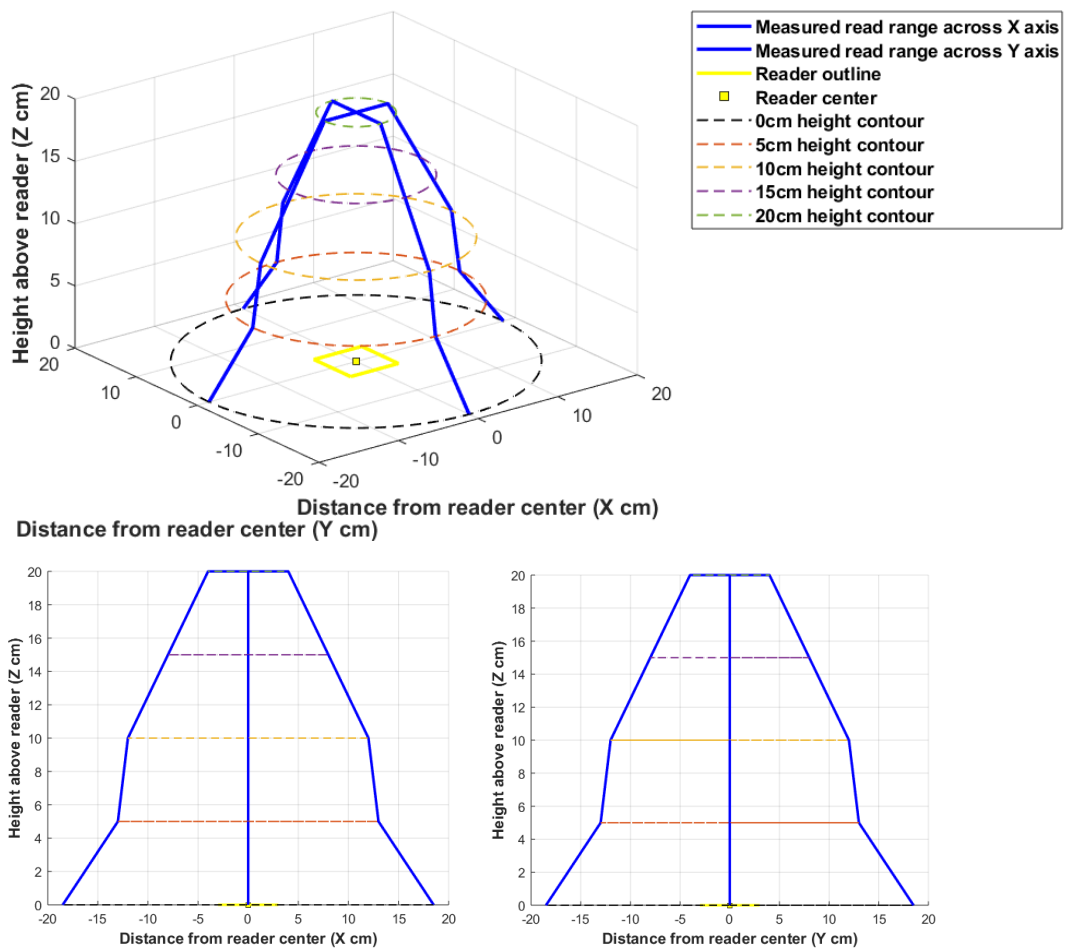 Measured read range across X axis
Measured read range across Y axis
Reader outline
Reader center
0cm height contour
5cm height contour
10cm height contour
15cm height contour
20cm height contour
Height above reader (Z cm)
20
15
10
5
0
20
10
0
-10
-20
-20
-10
0
10
20
Distance from reader center (X cm)
Distance from reader center (Y cm)
Height above reader (Z cm)
20
18
16
14
12
10
8
6
4
2
0
-20 -15 -10 -5 0 5 10 15 20
Distance from reader center (X cm)
Height above reader (Z cm)
20
18
16
14
12
10
8
6
4
2
0
-20 -15 -10 -5 0 5 10 15 20
Distance from reader center (Y cm)